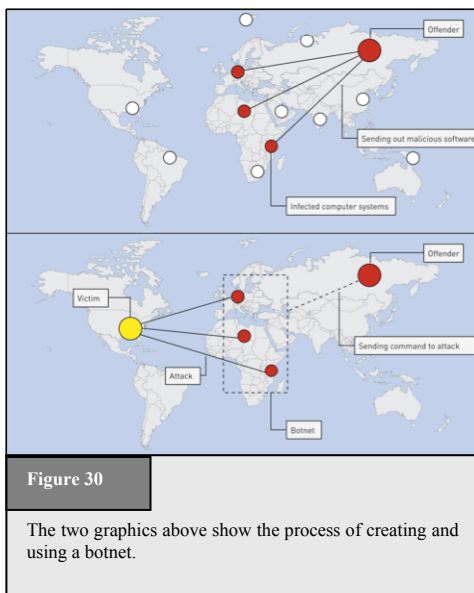 Offender
Sending out malicious software
Infected computer systems
Offender
Victim
Sending command to attack
Attack
Botnet
Figure 30
The two graphics above show the process of creating and
using a botnet.